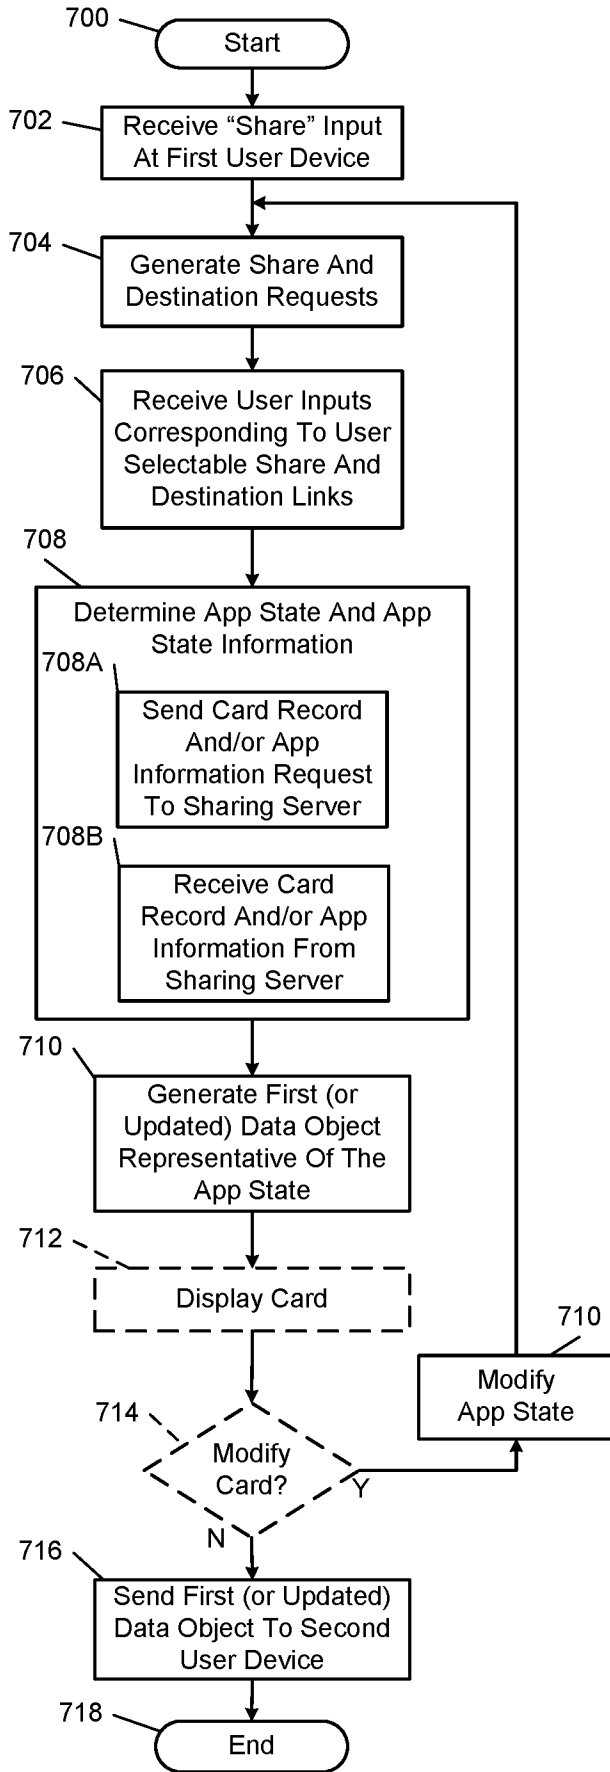 700
Start
702
Receive “Share” Input
At First User Device
704
Generate Share And
Destination Requests
706
Receive User Inputs
Corresponding To User
Selectable Share And
Destination Links
708
Determine App State And App
State Information
708A
Send Card Record
And/or App
Information Request
To Sharing Server
708B
Receive Card
Record And/or App
Information From
Sharing Server
710
Generate First (or
Updated) Data Object
Representative Of The
App State
712
Display Card
710
Modify
App State
714
Modify
Card?
Y
N
716
Send First (or Updated)
Data Object To Second
User Device
718
End